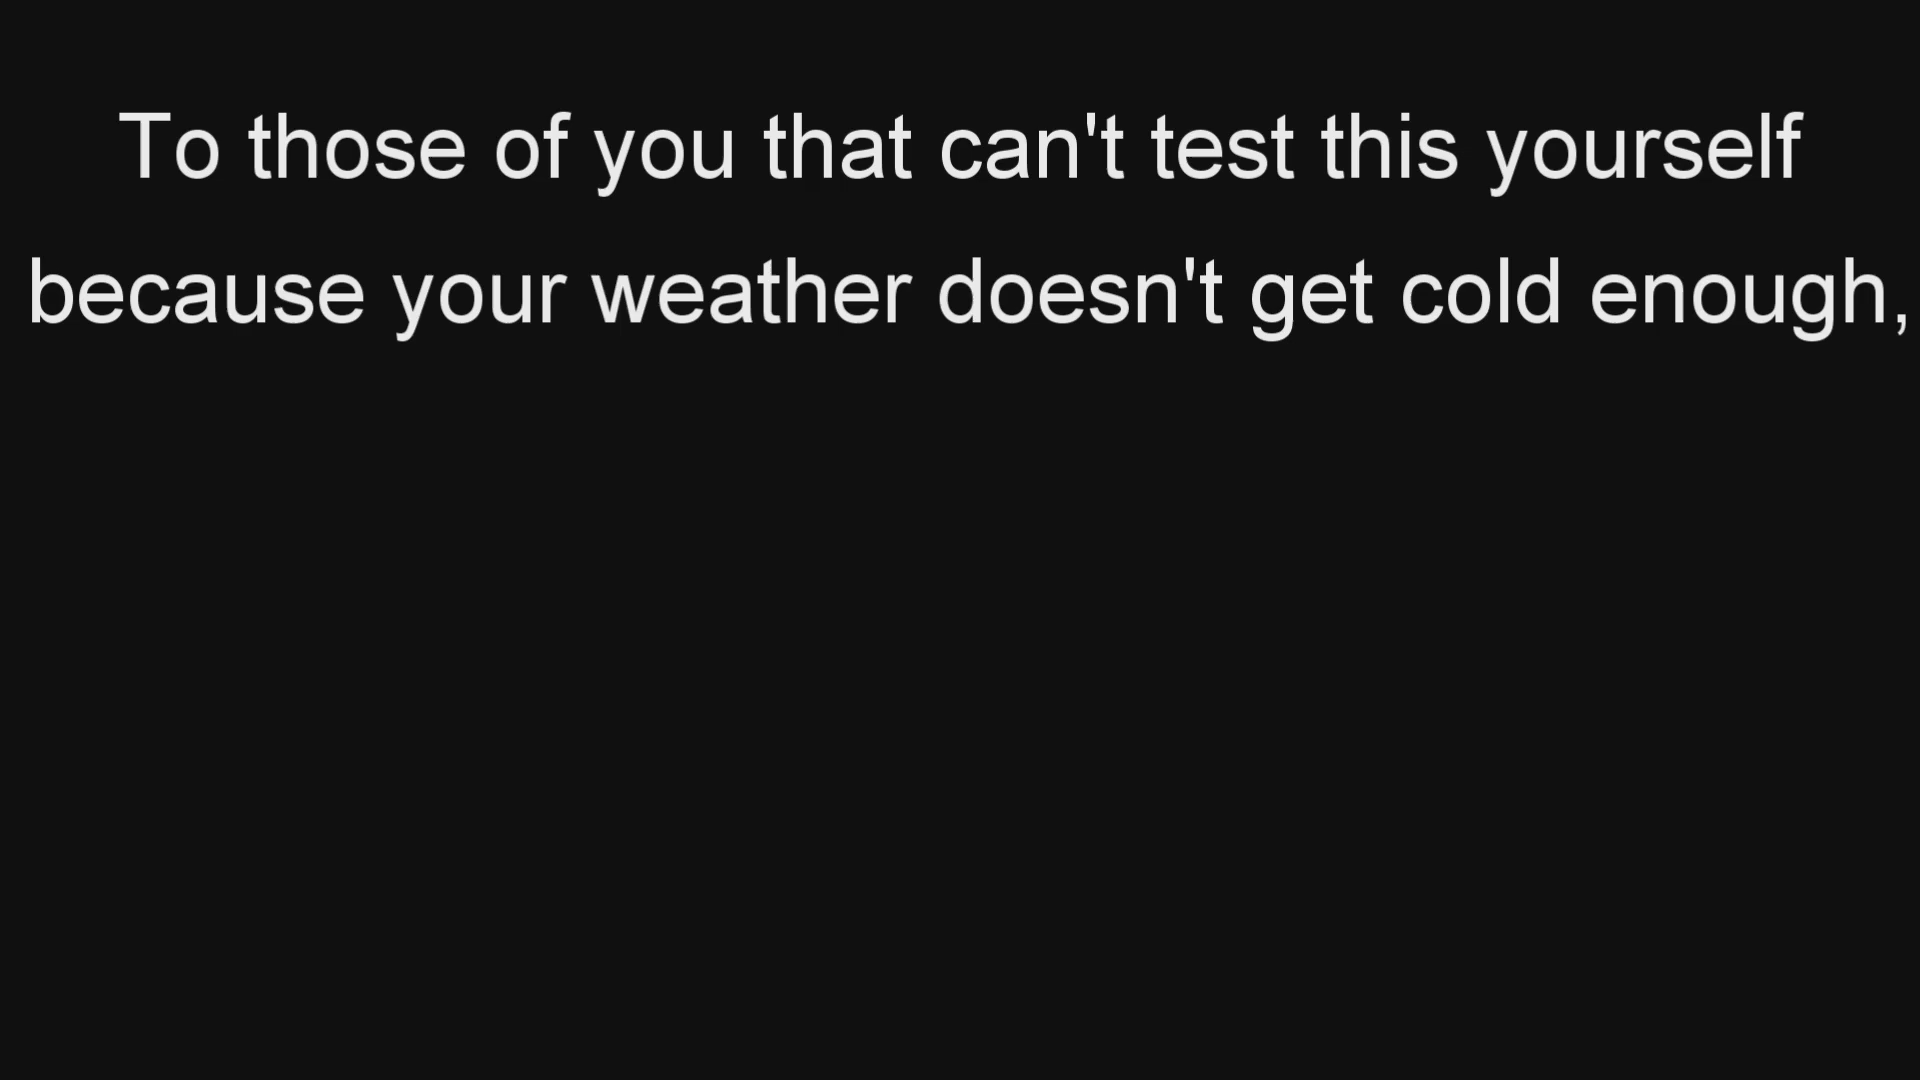 To those of you that can't test this yourself
because your weather doesn't get cold enough,